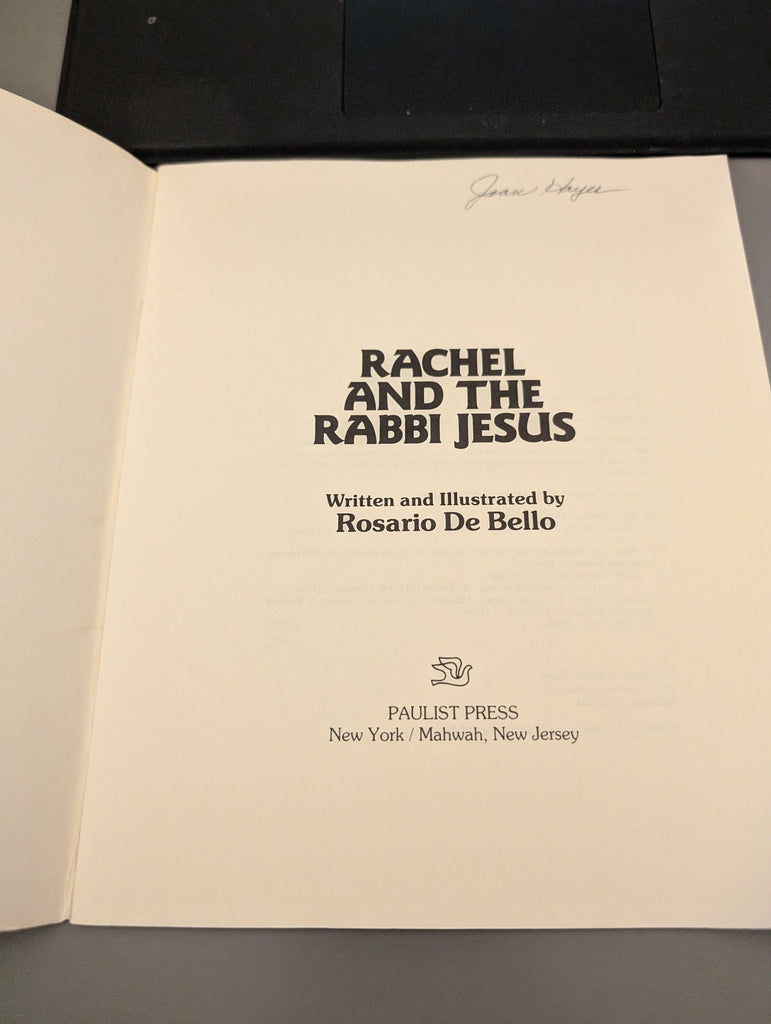 Joan Hayes
RACHEL
AND THE
RABBI JESUS
Written and Illustrated by
Rosario De Bello
PAULIST PRESS
New York / Mahwah, New Jersey